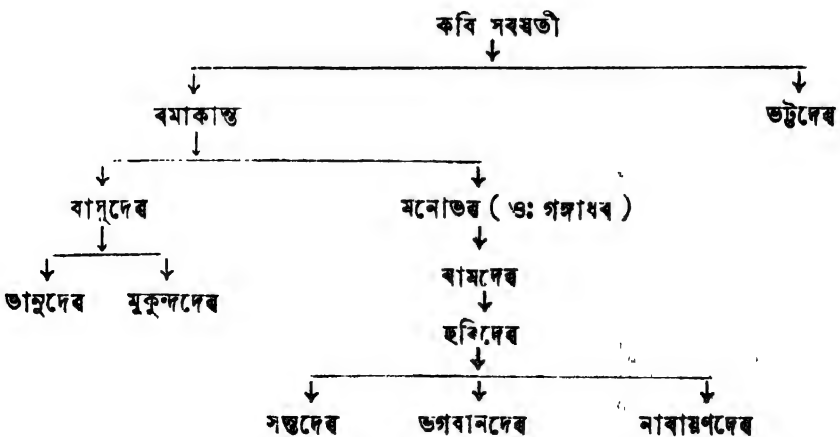 কবি সৰস্বতী
ৰমাকান্ত ভট্টদেৱ
বাসুদেৱ মনোভৱ ( ওঃ গঙ্গাধৰ )
ৰামদেৱ
ভানুদেৱ মুকুন্দদেৱ
হৰিদেৱ
সন্তদেৱ ভগবানদেৱ নাৰায়ণদেৱ